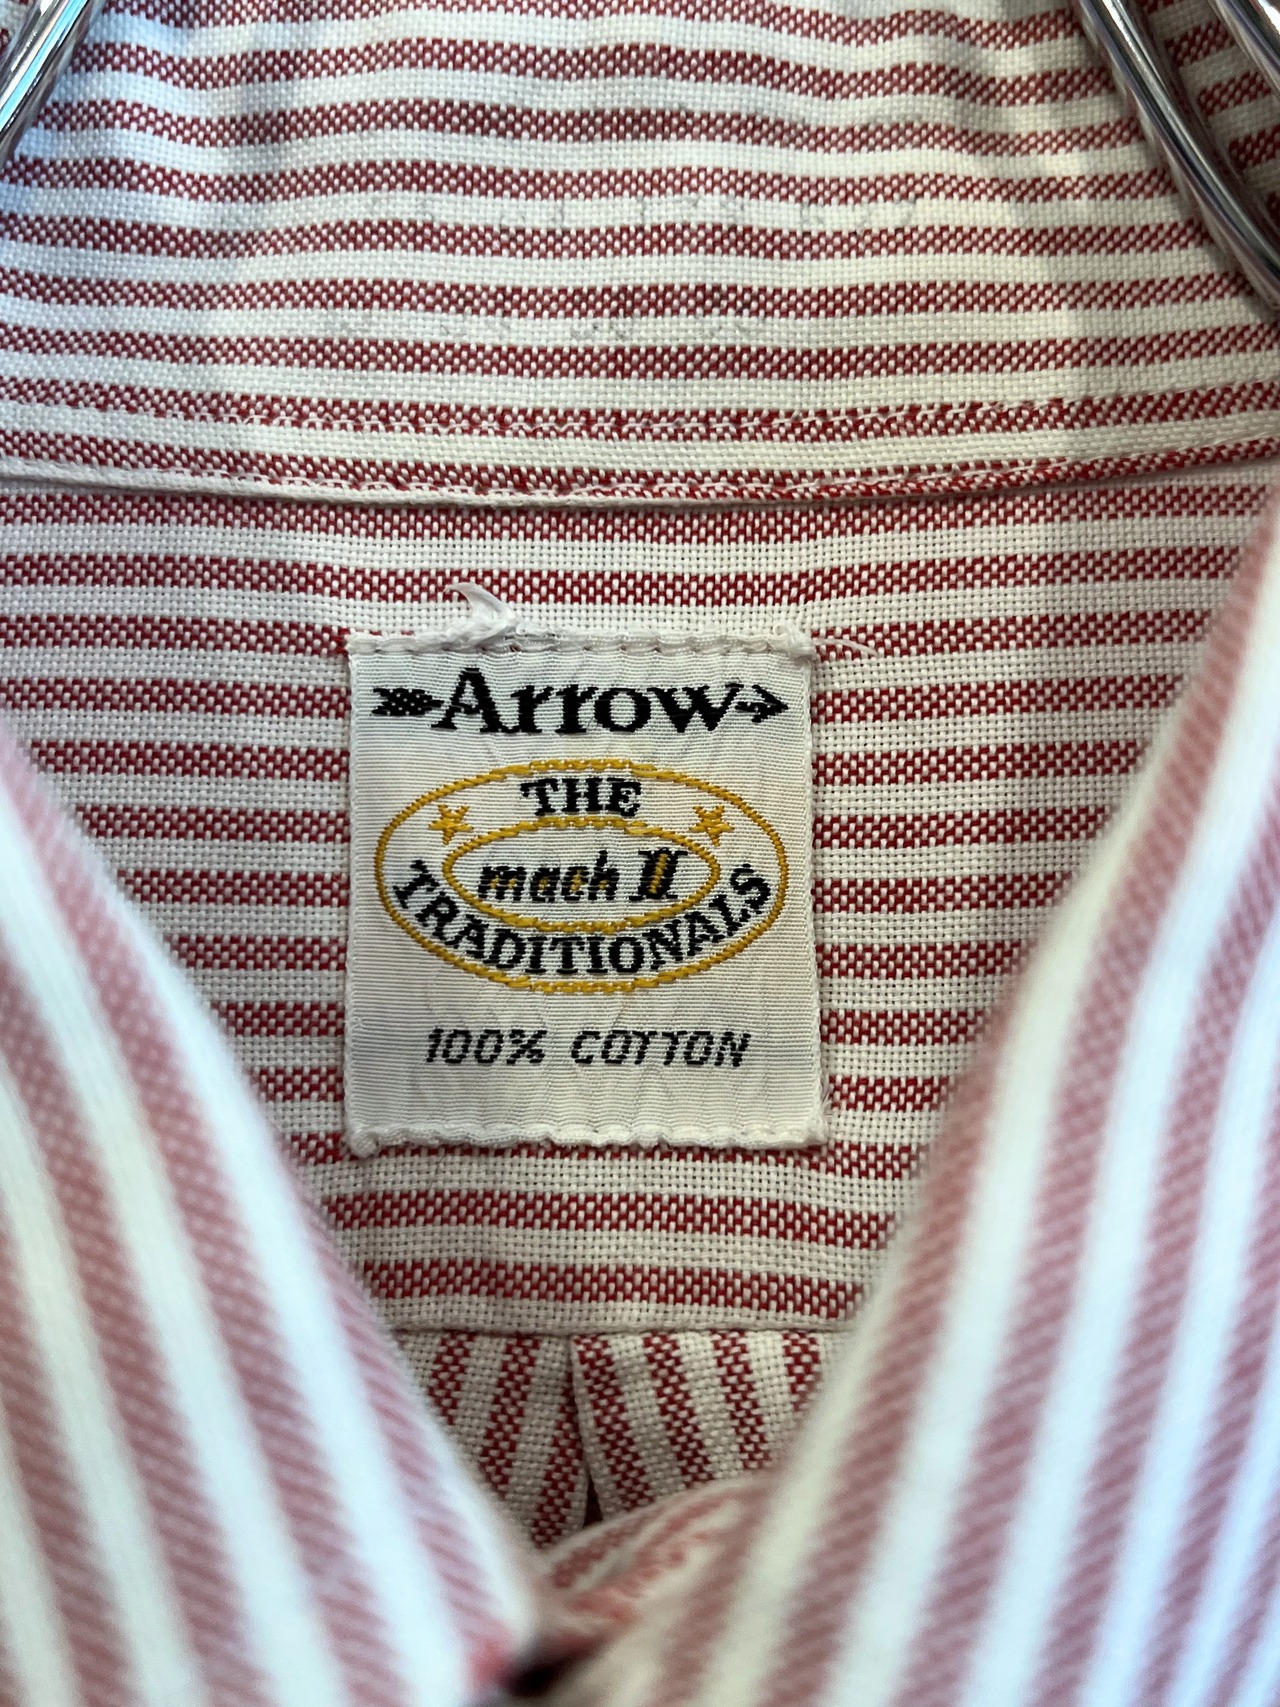 Arrow
THE
mach II
TRADITIONALS
100% COTTON